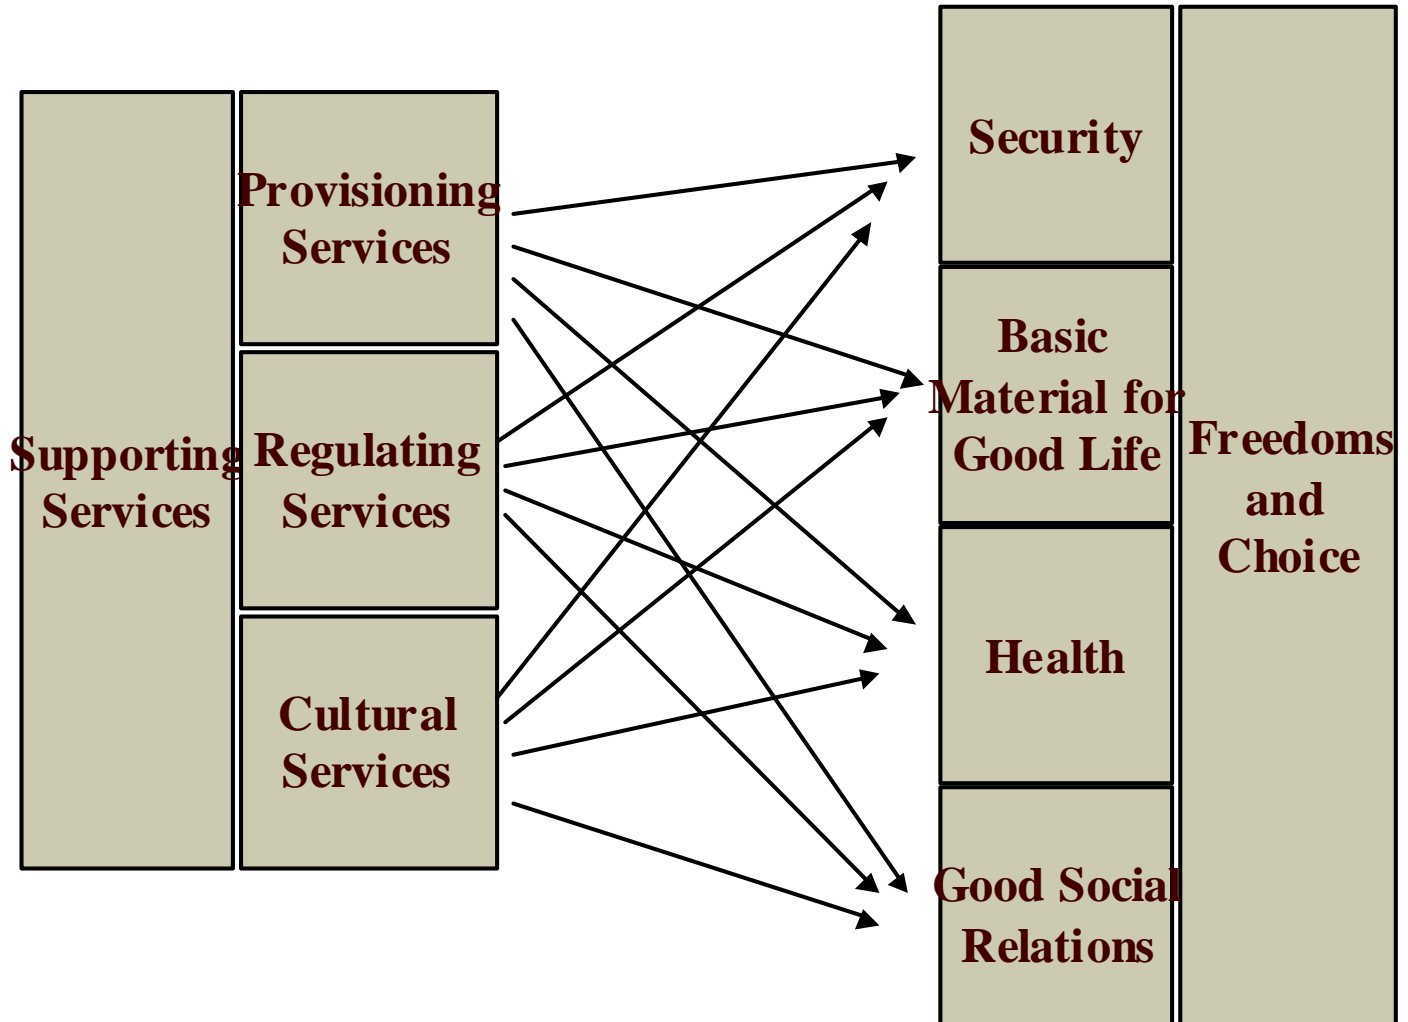 Supporting
Services
Provisioning
Services
Regulating
Services
Cultural
Services
Security
Basic
Material for
Good Life
Health
Good Social
Relations
Freedoms
and
Choice